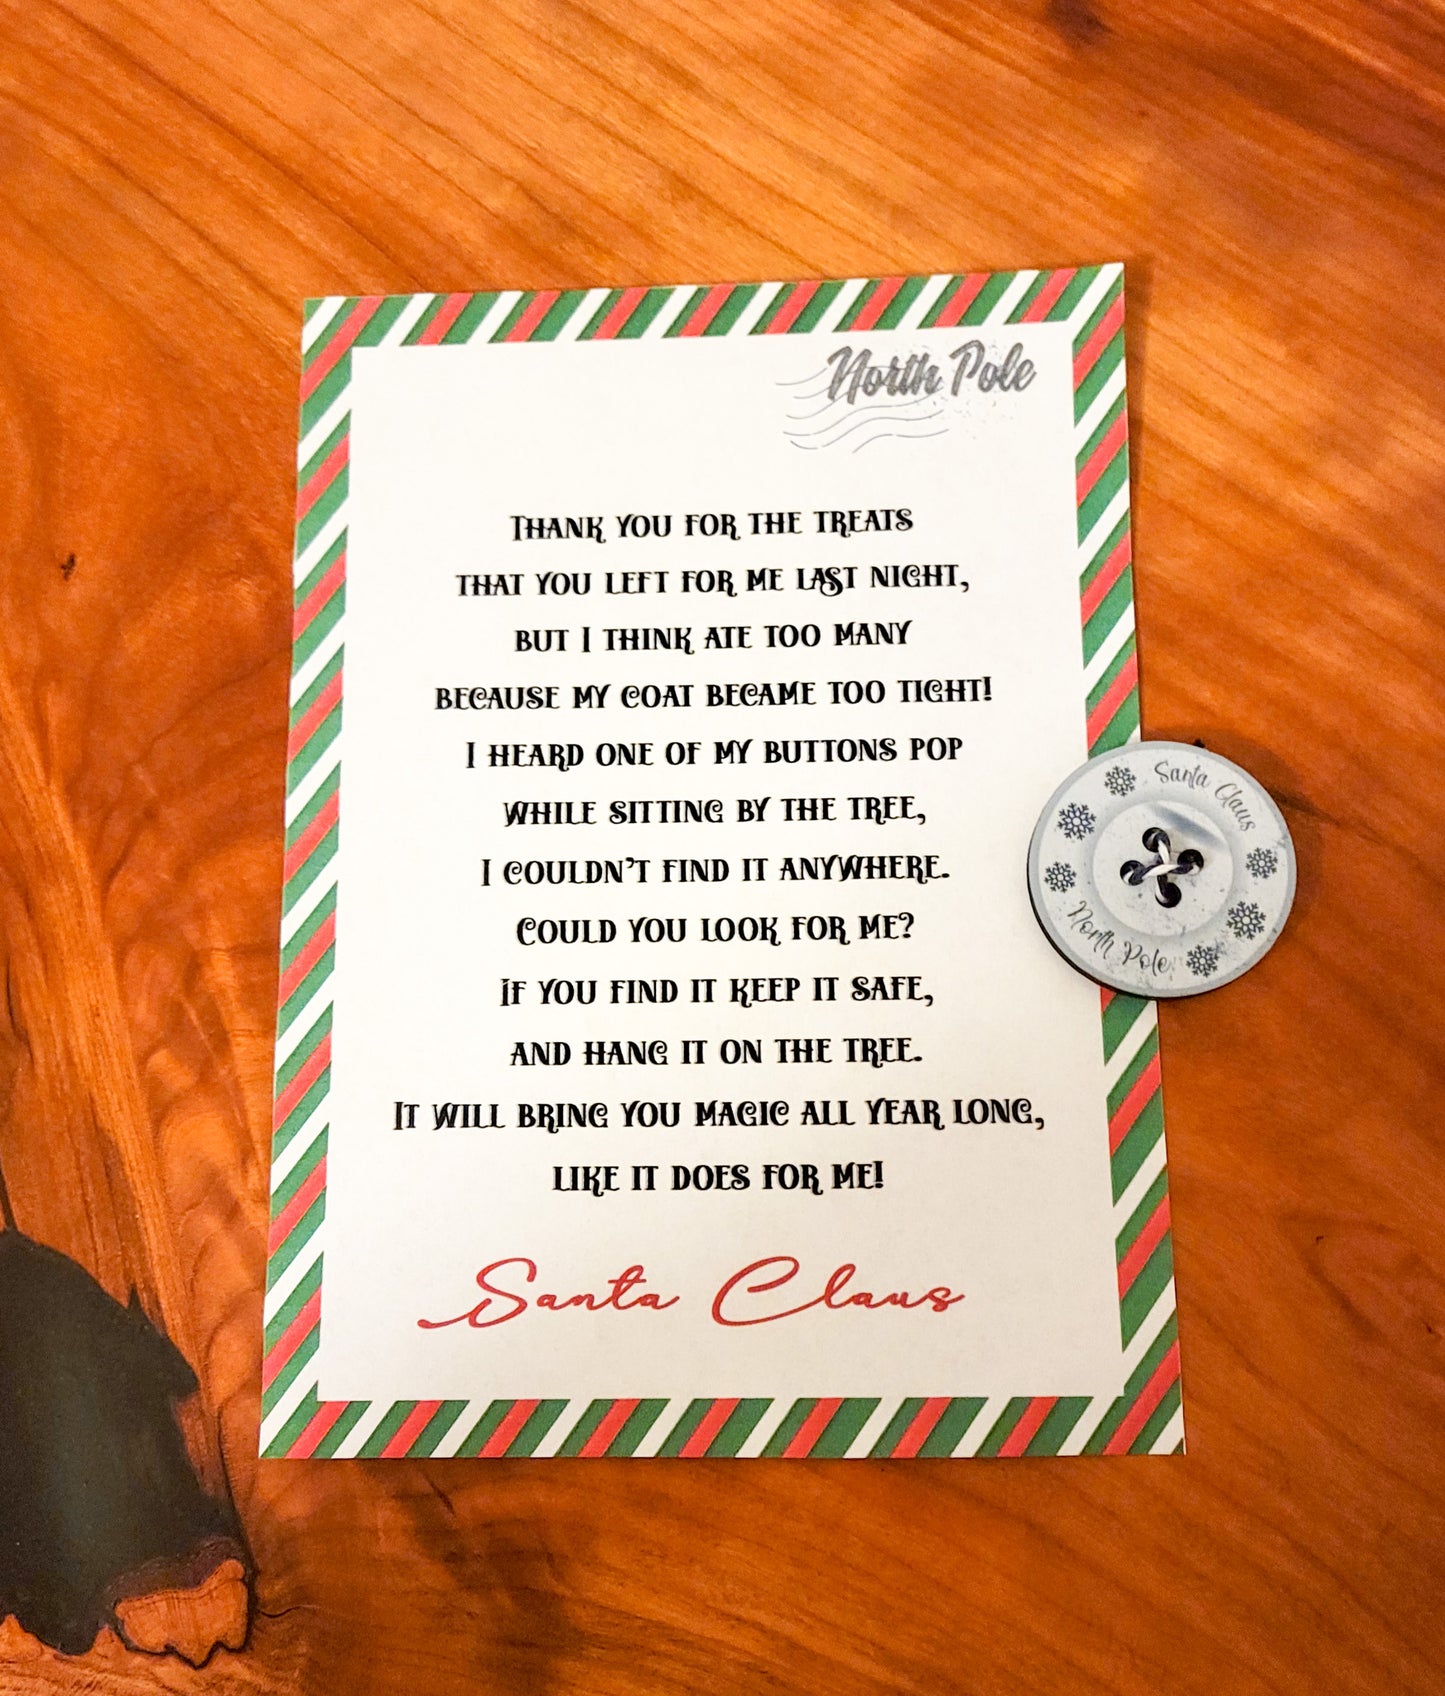 North Pole
Thank you for the treats
that you left for me last night,
but I think ate too many
because my coat became too tight!
I heard one of my buttons pop
while sitting by the tree,
I couldn't find it anywhere.
Could you look for me?
If you find it keep it safe,
and hang it on the tree.
It will bring you magic all year long,
like it does for me!
Santa Claus
Santa Claus
North Pole